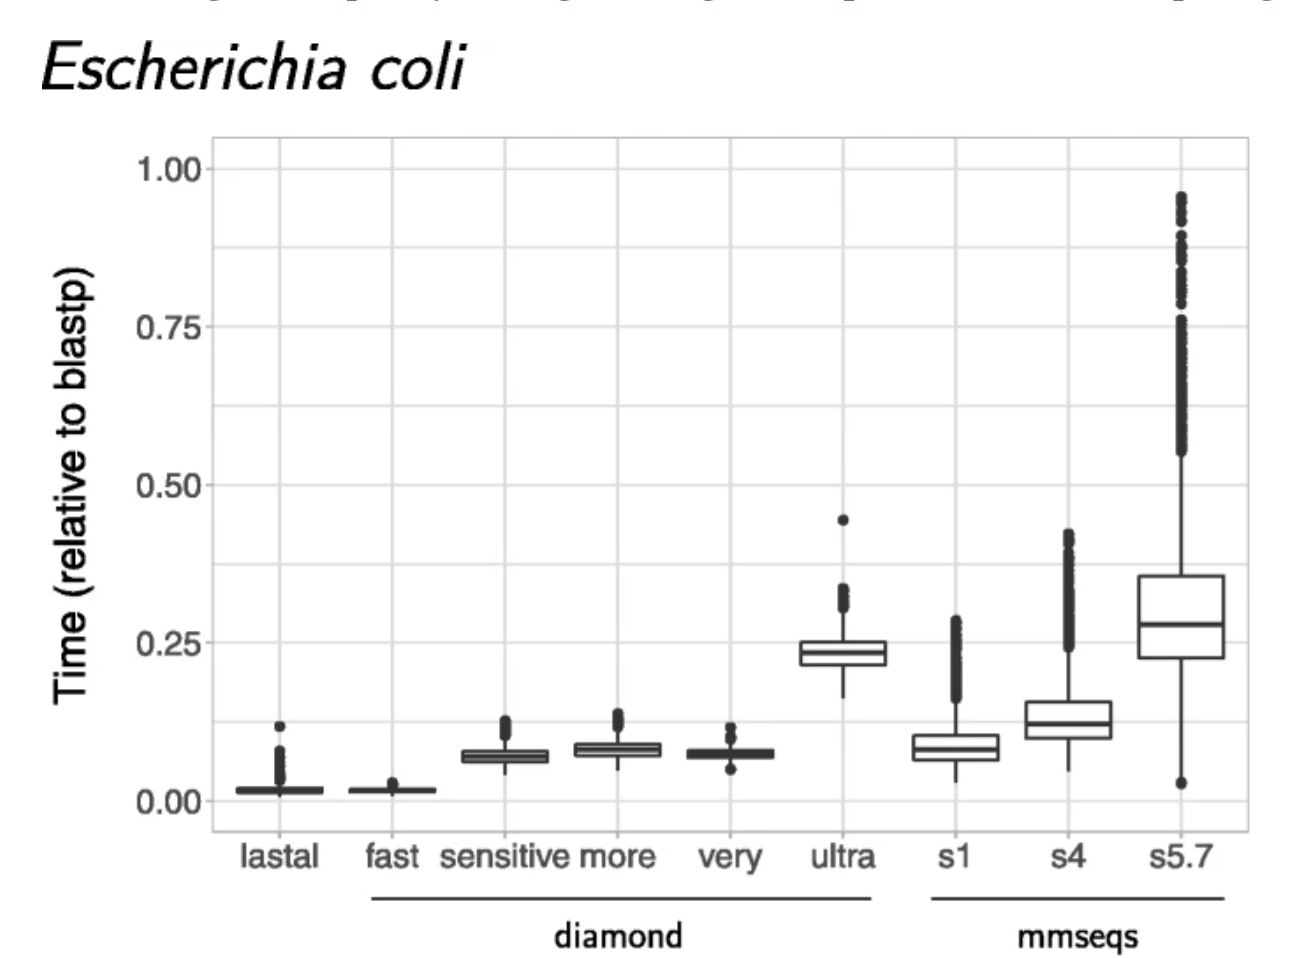 Escherichia coli
Time (relative to blastp)
1.00
0.75
0.50
0.25
0.00
lastal fast sensitive more very ultra s1 s4 s5.7
diamond mmseqs